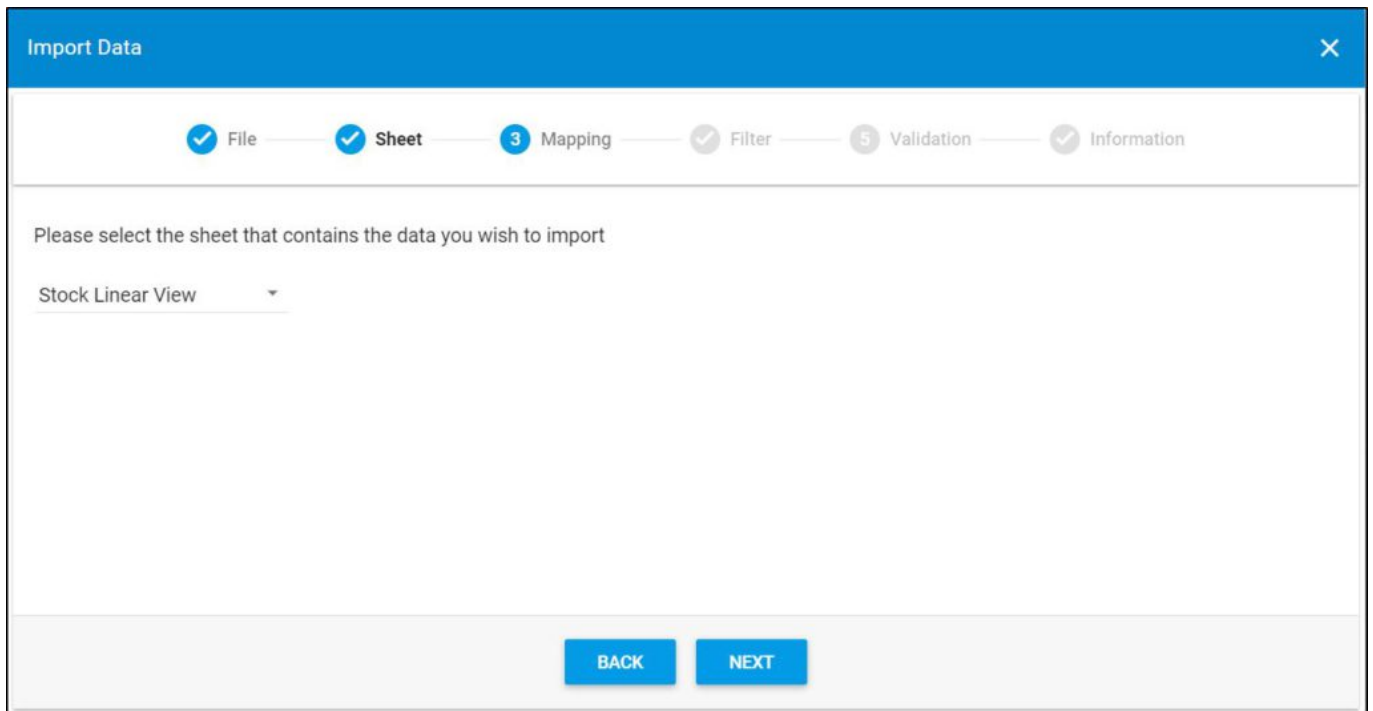 Import Data
File Sheet 3 Mapping Filter 5 Validation Information
Please select the sheet that contains the data you wish to import
Stock Linear View
BACK NEXT